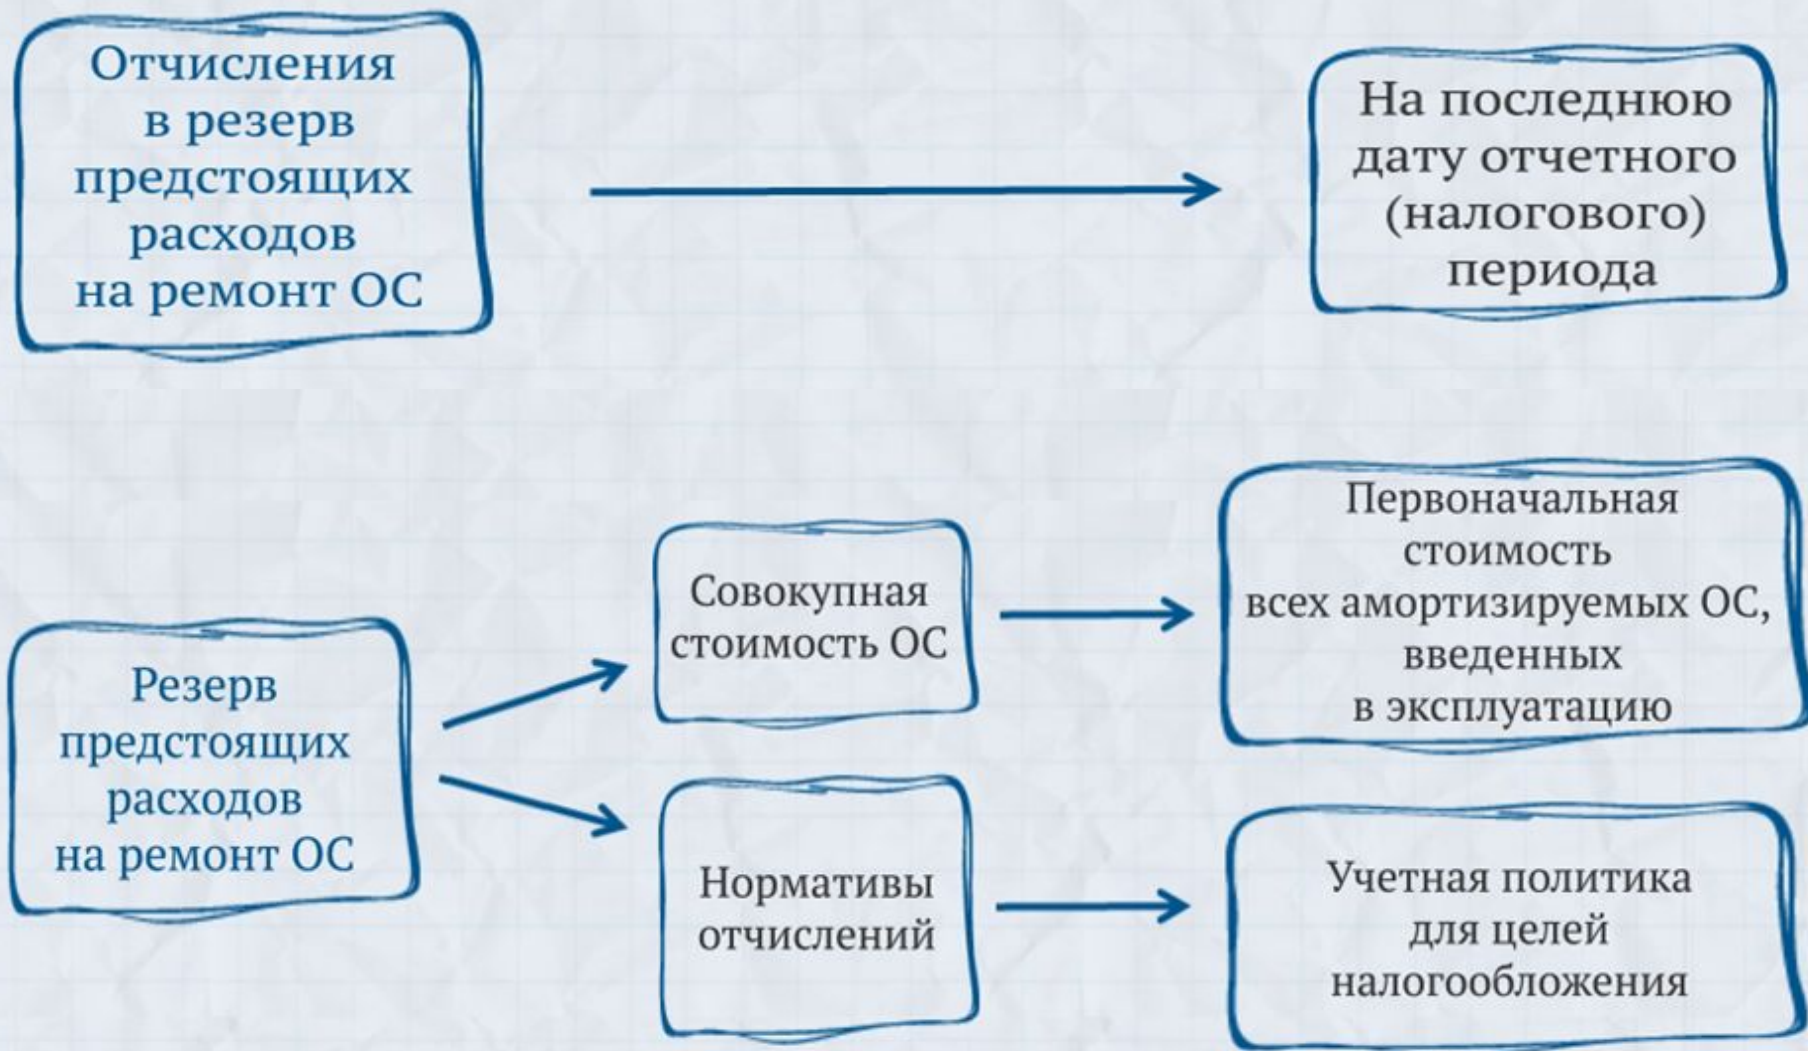 Отчисления
в резерв
предстоящих
расходов
на ремонт ОС
На последнюю
дату отчетного
(налогового)
периода
Резерв
предстоящих
расходов
на ремонт ОС
Совокупная
стоимость ОС
Первоначальная
стоимость
всех амортизируемых ОС,
введенных
в эксплуатацию
Нормативы
отчислений
Учетная политика
для целей
налогообложения